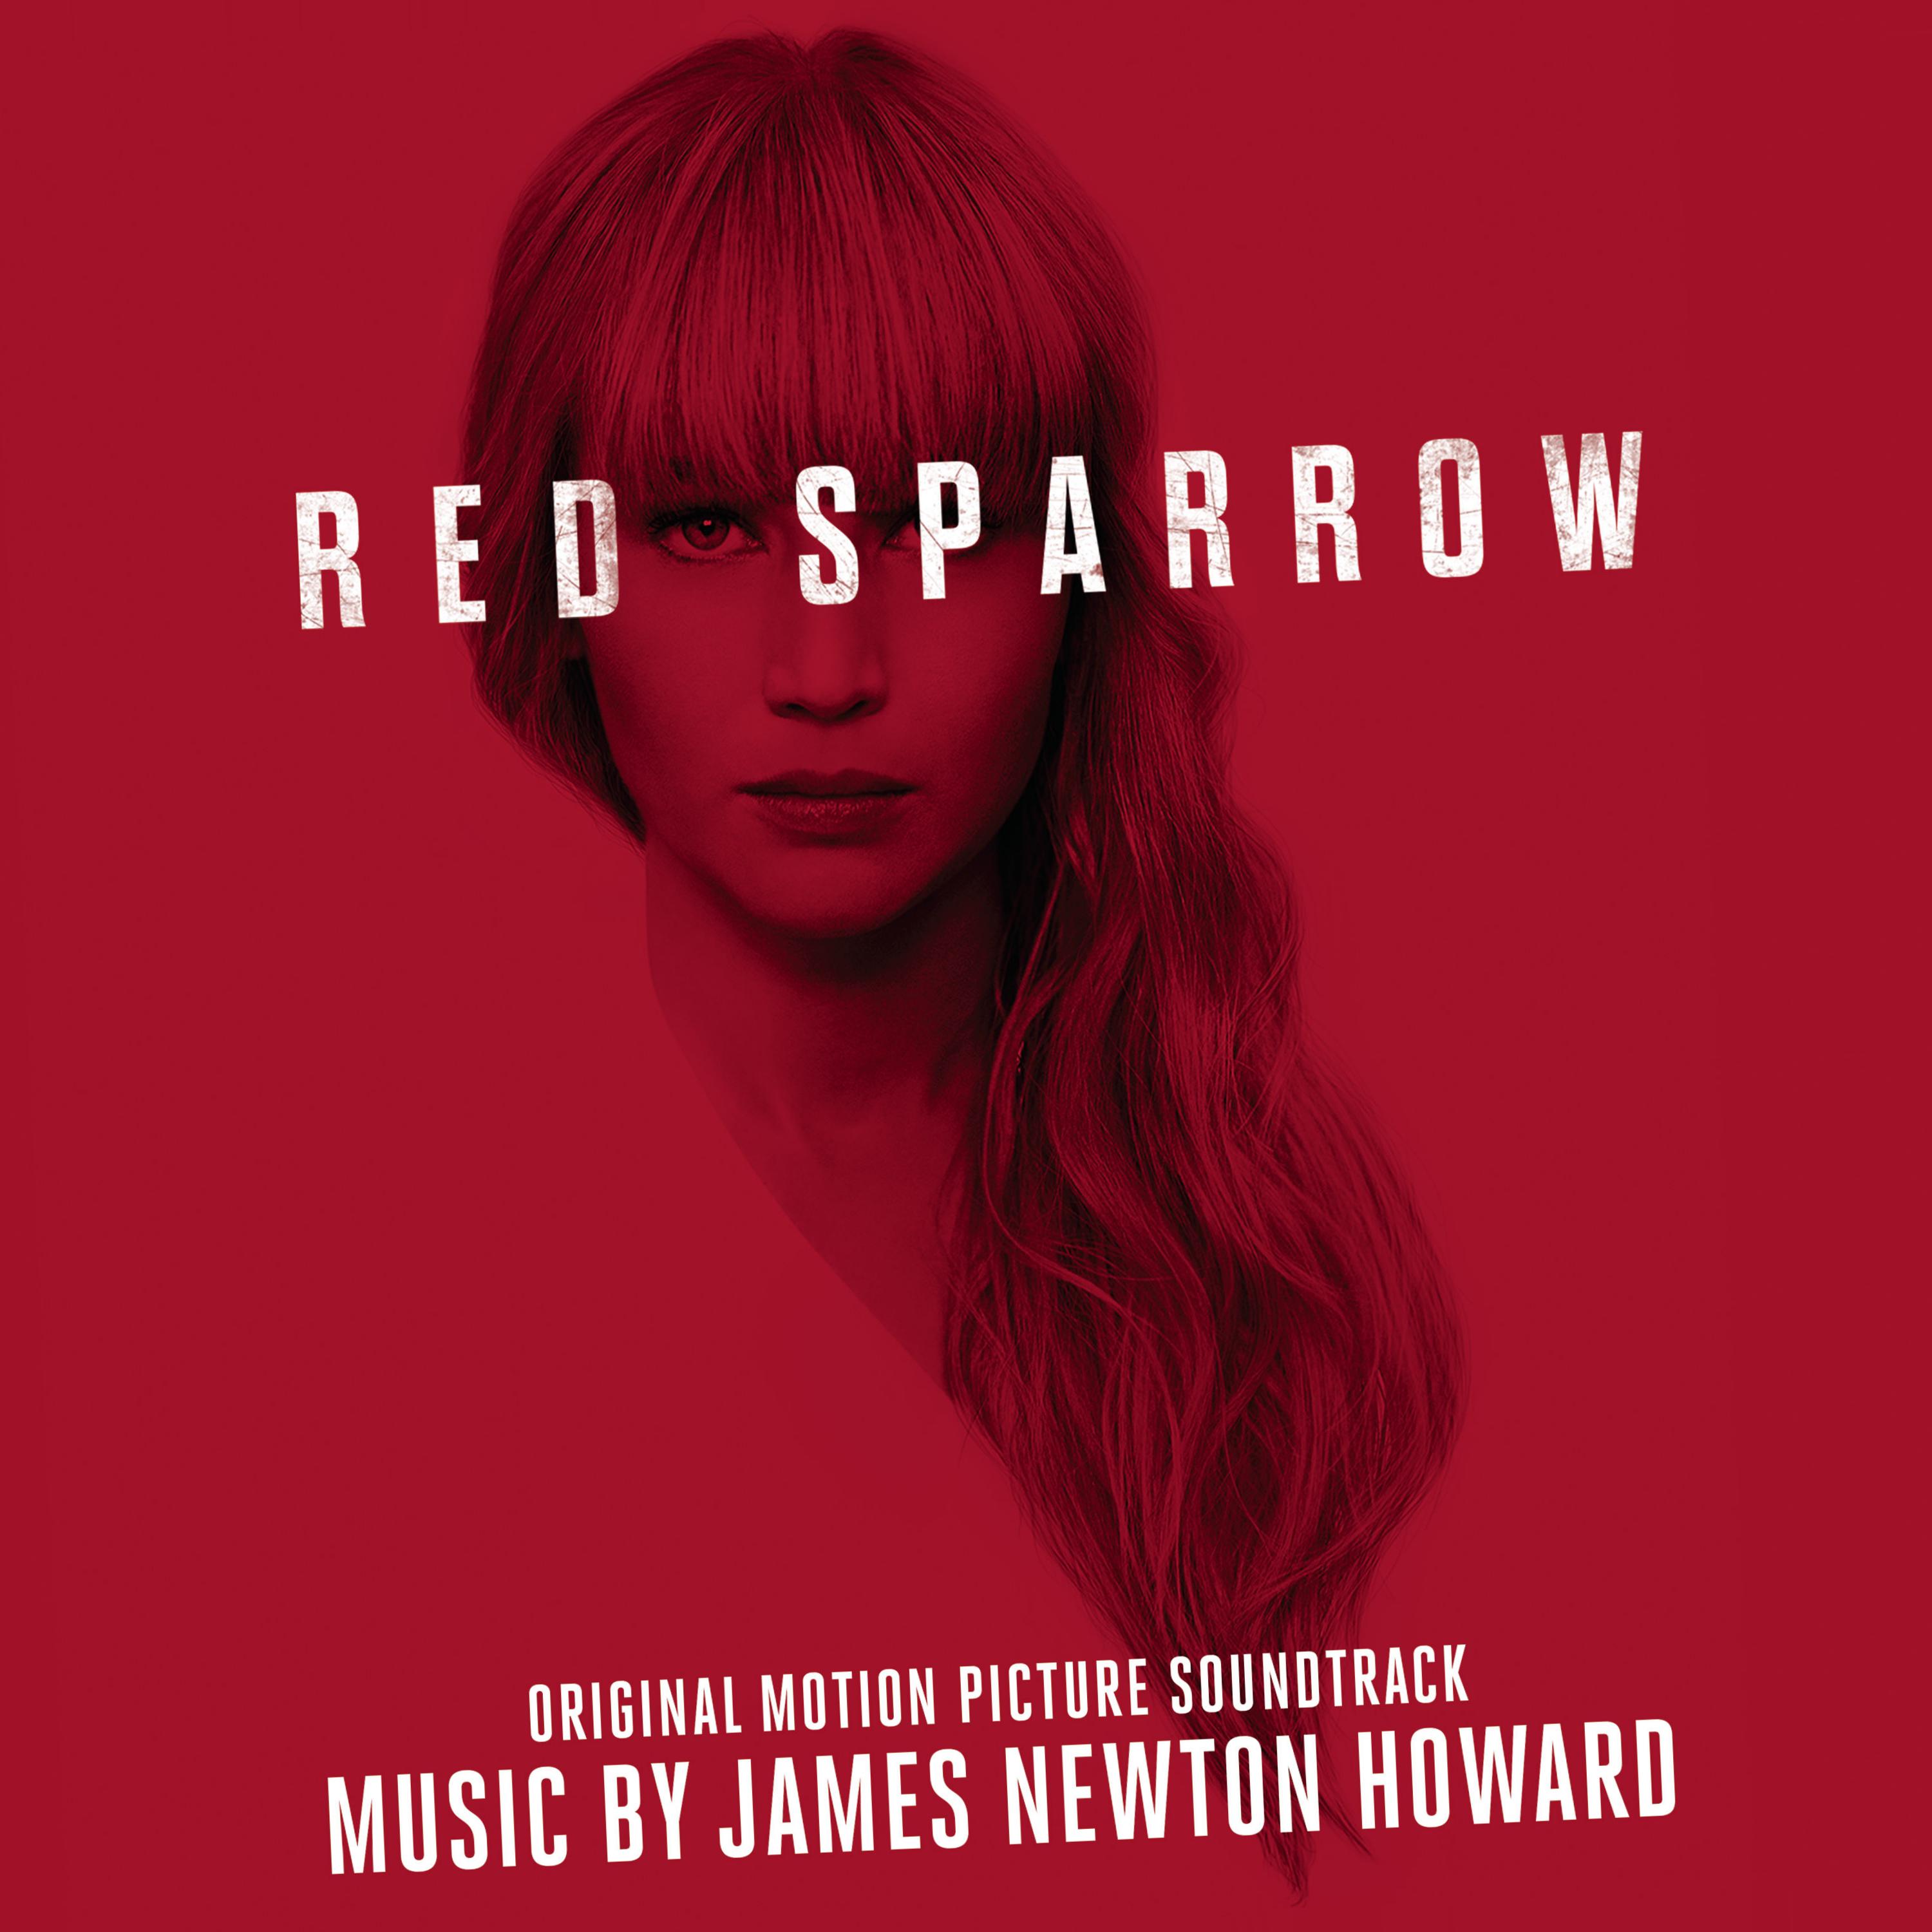 RED SPARROW
ORIGINAL MOTION PICTURE SOUNDTRACK
MUSIC BY JAMES NEWTON HOWARD